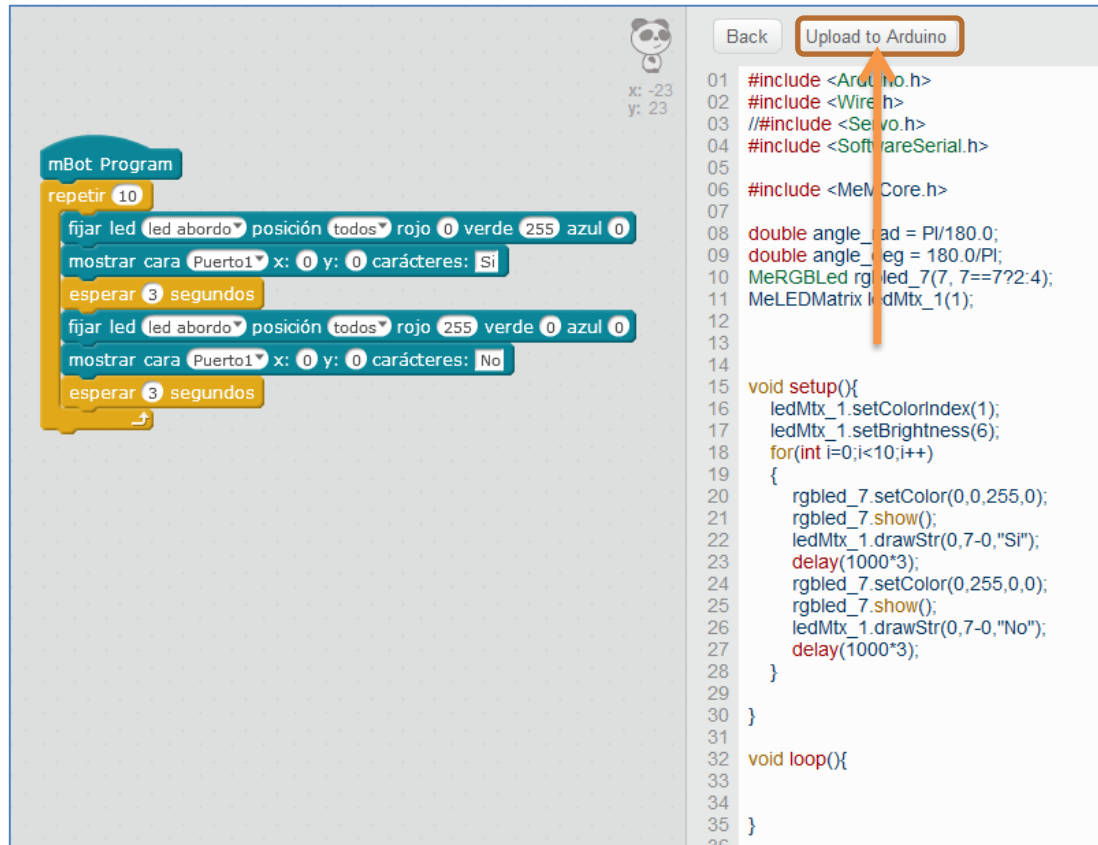 x: -23
y: 23
mBot Program
repetir 10
fijar led led abordo posición todos rojo 0 verde 255 azul 0
mostrar cara Puerto1 x: 0 y: 0 carácteres: Si
esperar 3 segundos
fijar led led abordo posición todos rojo 255 verde 0 azul 0
mostrar cara Puerto1 x: 0 y: 0 carácteres: No
esperar 3 segundos
Back Upload to Arduino
01 #include <Arduino.h>
02 #include <Wire.h>
03 //#include <Servo.h>
04 #include <SoftwareSerial.h>
05
06 #include <MeMCore.h>
07
08 double angle_rad = PI/180.0;
09 double angle_deg = 180.0/PI;
10 MeRGBLed rgbled_7(7, 7==7?2:4);
11 MeLEDMatrix ledMtx_1(1);
12
13
14
15 void setup(){
16 ledMtx_1.setColorIndex(1);
17 ledMtx_1.setBrightness(6);
18 for(int i=0;i<10;i++)
19 {
20 rgbled_7.setColor(0,0,255,0);
21 rgbled_7.show();
22 ledMtx_1.drawStr(0,7-0,"Si");
23 delay(1000*3);
24 rgbled_7.setColor(0,255,0,0);
25 rgbled_7.show();
26 ledMtx_1.drawStr(0,7-0,"No");
27 delay(1000*3);
28 }
29
30 }
31
32 void loop(){
33
34
35 }